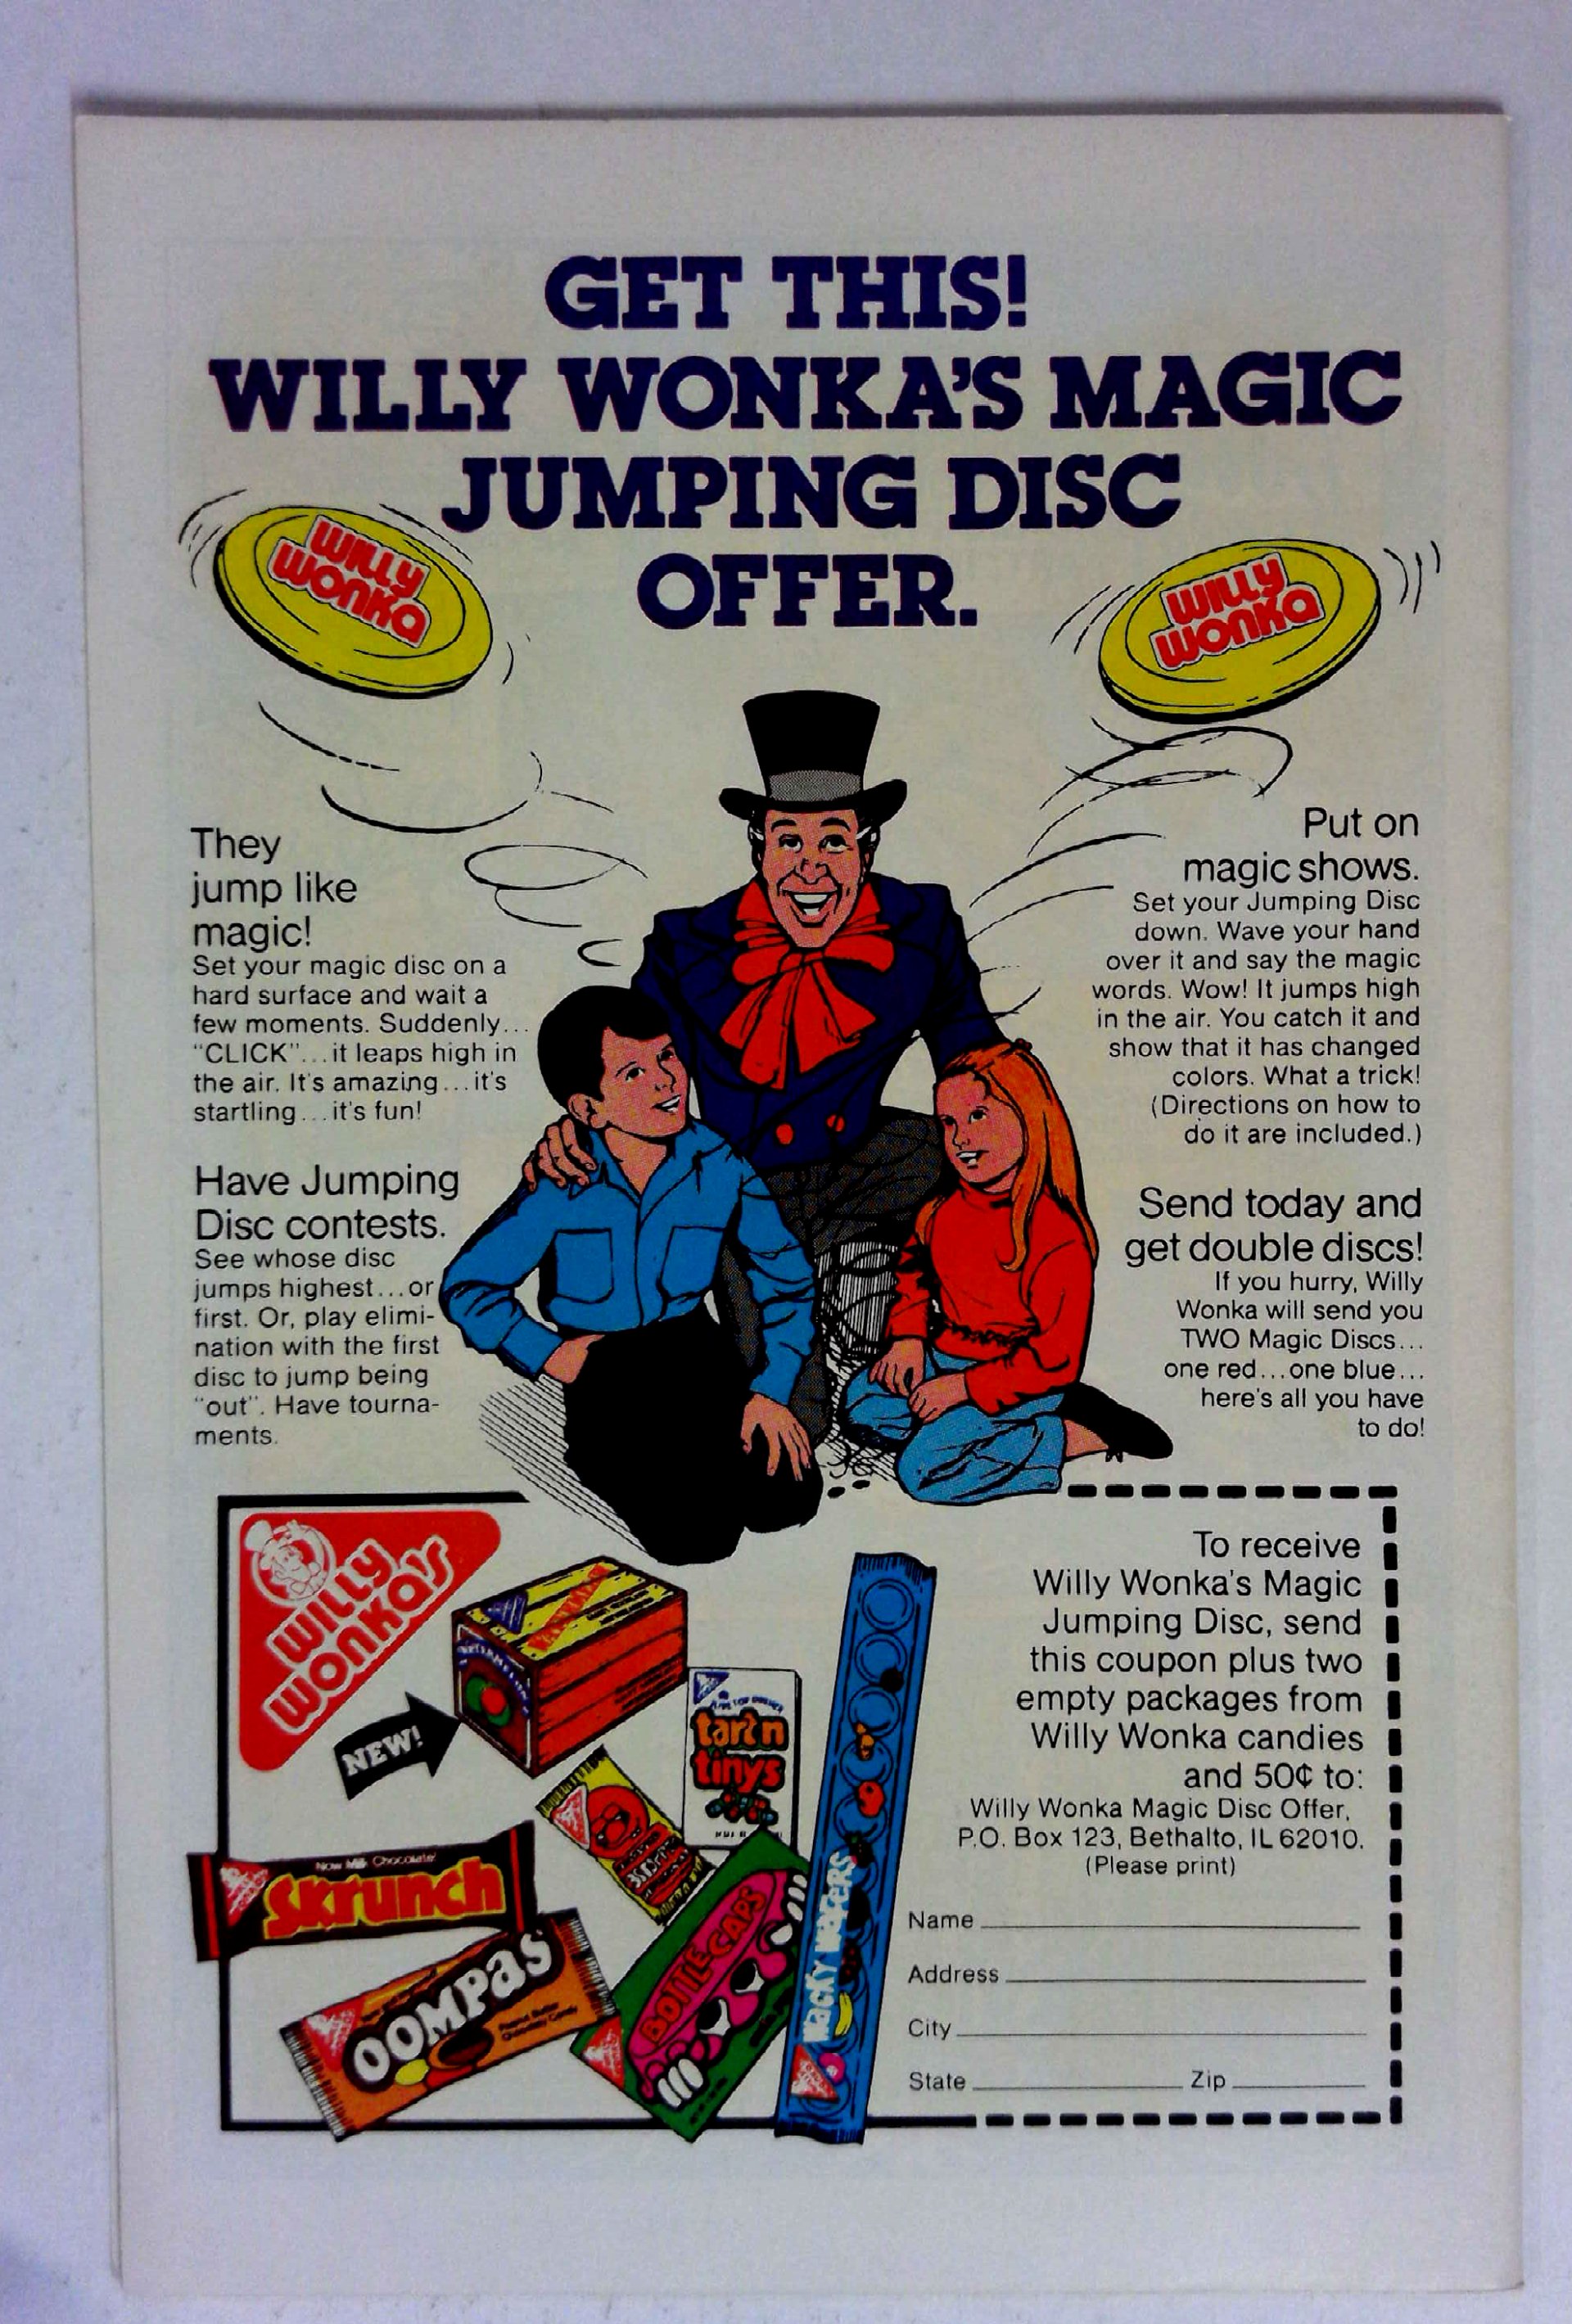 GET THIS!
WILLY WONKA'S MAGIC
JUMPING DISC
OFFER.
WILLY
WONKA
WILLY
WONKA
They
jump like
magic!
Set your magic disc on a
hard surface and wait a
few moments. Suddenly...
"CLICK"...it leaps high in
the air. It's amazing...it's
startling...it's fun!
Have Jumping
Disc contests.
See whose disc
jumps highest...or
first. Or, play elimi-
nation with the first
disc to jump being
"out". Have tourna-
ments.
Put on
magic shows.
Set your Jumping Disc
down. Wave your hand
over it and say the magic
words. Wow! It jumps high
in the air. You catch it and
show that it has changed
colors. What a trick!
(Directions on how to
do it are included.)
Send today and
get double discs!
If you hurry, Willy
Wonka will send you
TWO Magic Discs...
one red...one blue...
here's all you have
to do!
WILLY
WONKA'S
NEW!
tart n
tinys
Now Milk Chocolate!
Skrunch
OOMPAS
Peanut Butter
Chocolatey Candy
BOTTLE CAPS
WACKY WAFERS
To receive
Willy Wonka's Magic
Jumping Disc, send
this coupon plus two
empty packages from
Willy Wonka candies
and 50¢ to:
Willy Wonka Magic Disc Offer,
P.O. Box 123, Bethalto, IL 62010.
(Please print)
Name
Address
City
State Zip